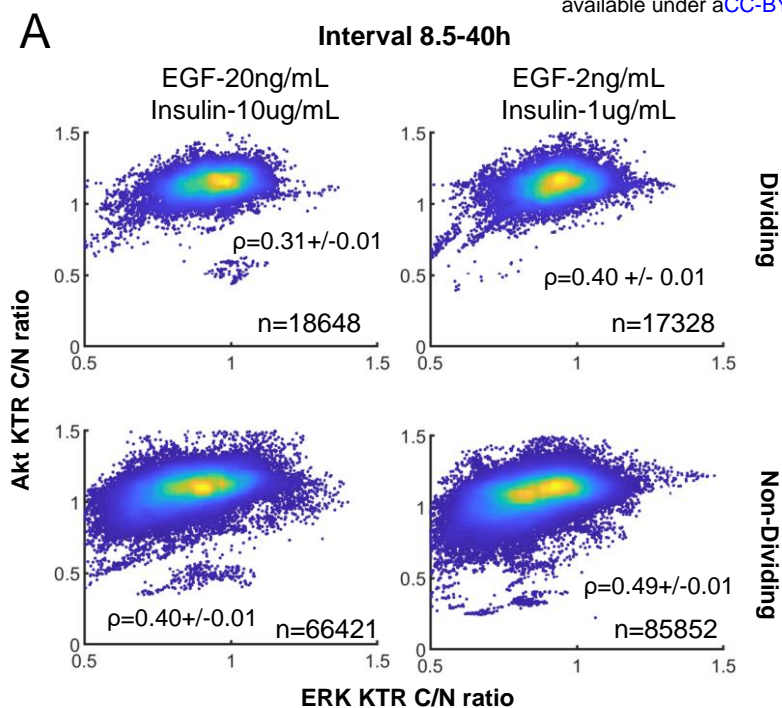 available under aCC-BY
A
Interval 8.5-40h
EGF-20ng/mL
Insulin-10ug/mL
EGF-2ng/mL
Insulin-1ug/mL
1.5
1
0.5
0
0.5
1
1.5
ρ=0.31+/-0.01
n=18648
1.5
1
0.5
0
0.5
1
1.5
ρ=0.40 +/- 0.01
n=17328
Dividing
Akt KTR C/N ratio
1.5
1
0.5
0
0.5
1
1.5
ρ=0.40+/-0.01
n=66421
1.5
1
0.5
0
0.5
1
1.5
ρ=0.49+/-0.01
n=85852
Non-Dividing
ERK KTR C/N ratio